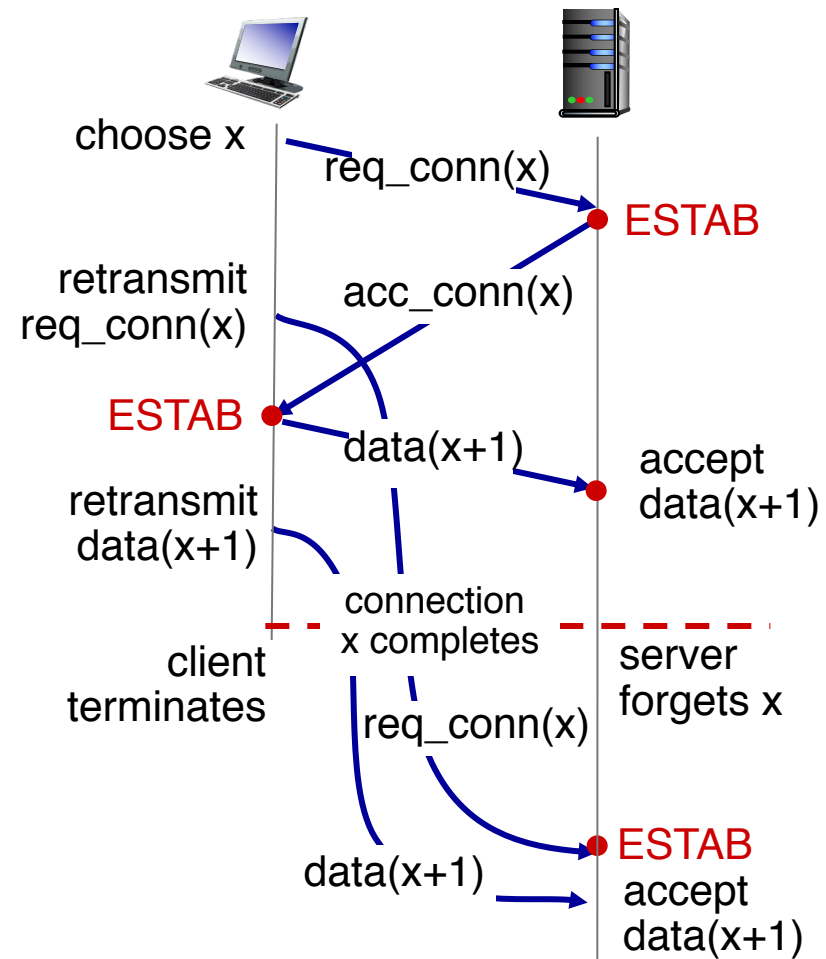 choose x
req_conn(x)
ESTAB
retransmit
req_conn(x)
acc_conn(x)
ESTAB
data(x+1)
accept
data(x+1)
retransmit
data(x+1)
connection
x completes
client
terminates
server
forgets x
req_conn(x)
ESTAB
data(x+1)
accept
data(x+1)